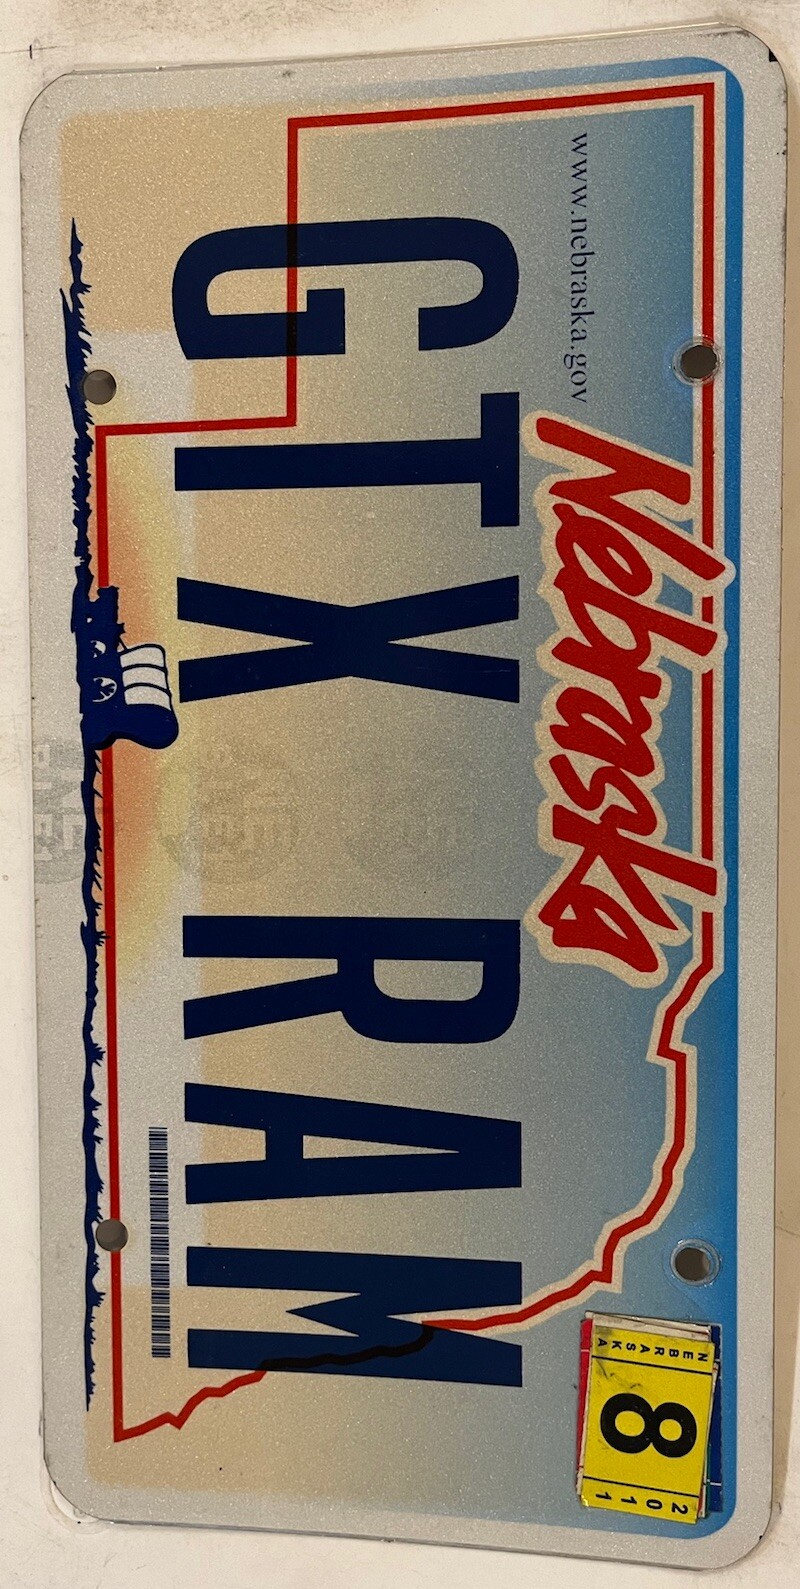 www.nebraska.gov
Nebraska
NEBRASKA
8
2011
GTX RAM